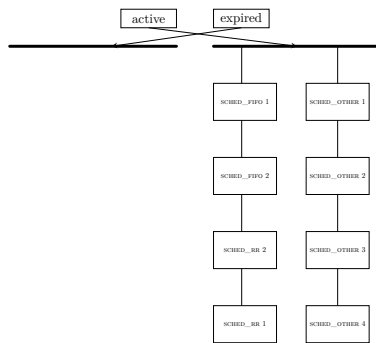 active expired
SCHED_FIFO 1 SCHED_OTHER 1
SCHED_FIFO 2 SCHED_OTHER 2
SCHED_RR 2 SCHED_OTHER 3
SCHED_RR 1 SCHED_OTHER 4